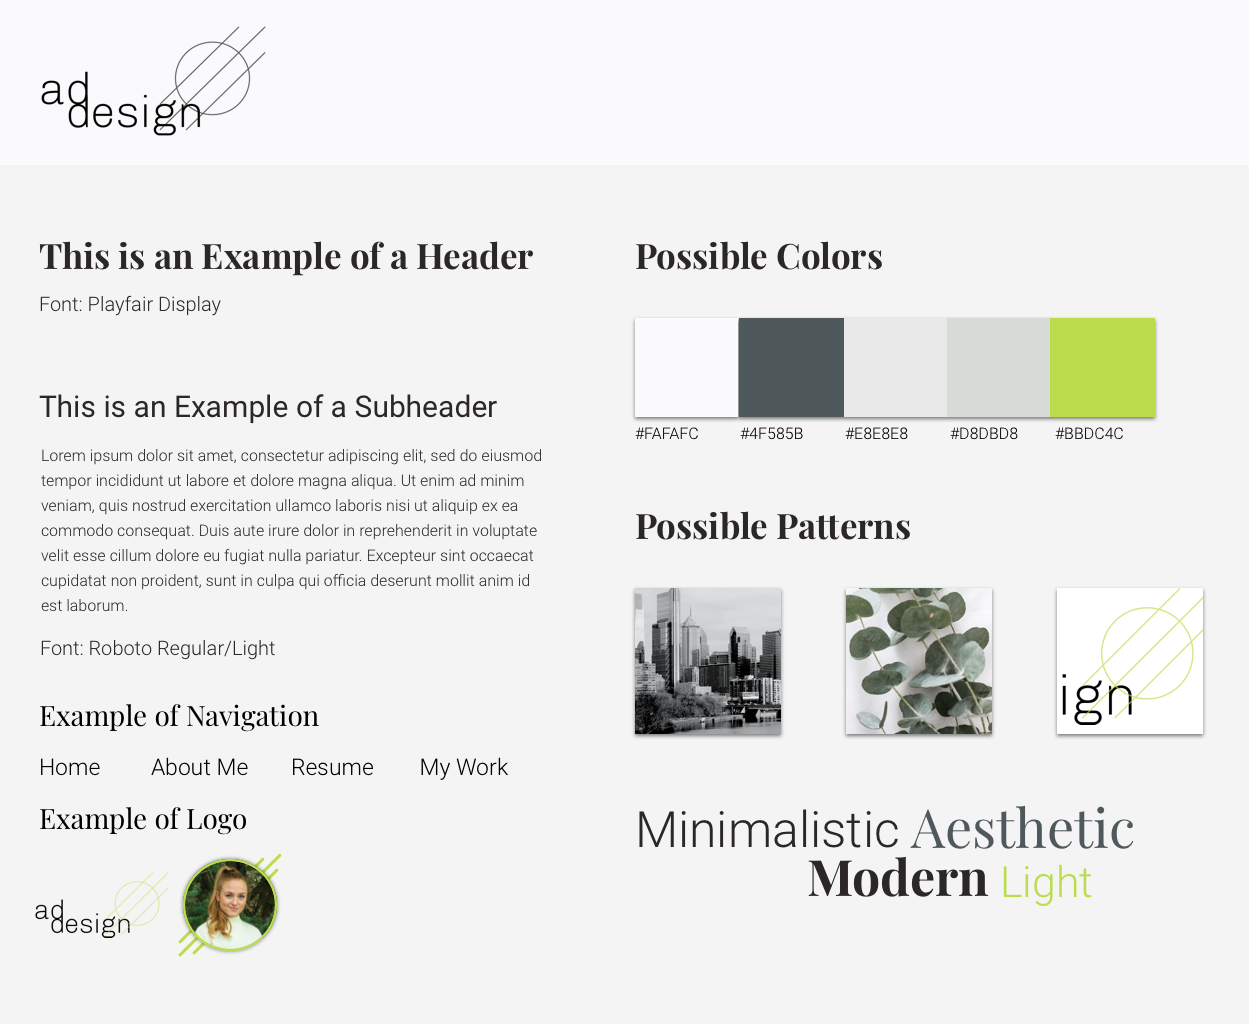 ad
design
This is an Example of a Header
Font: Playfair Display
This is an Example of a Subheader
Lorem ipsum dolor sit amet, consectetur adipiscing elit, sed do eiusmod
tempor incididunt ut labore et dolore magna aliqua. Ut enim ad minim
veniam, quis nostrud exercitation ullamco laboris nisi ut aliquip ex ea
commodo consequat. Duis aute irure dolor in reprehenderit in voluptate
velit esse cillum dolore eu fugiat nulla pariatur. Excepteur sint occaecat
cupidatat non proident, sunt in culpa qui officia deserunt mollit anim id
est laborum.
Font: Roboto Regular/Light
Example of Navigation
Home About Me Resume My Work
Example of Logo
ad
design
Possible Colors
#FAFAFC #4F585B #E8E8E8 #D8DBD8 #BBDC4C
Possible Patterns
ign
Minimalistic Aesthetic
Modern Light